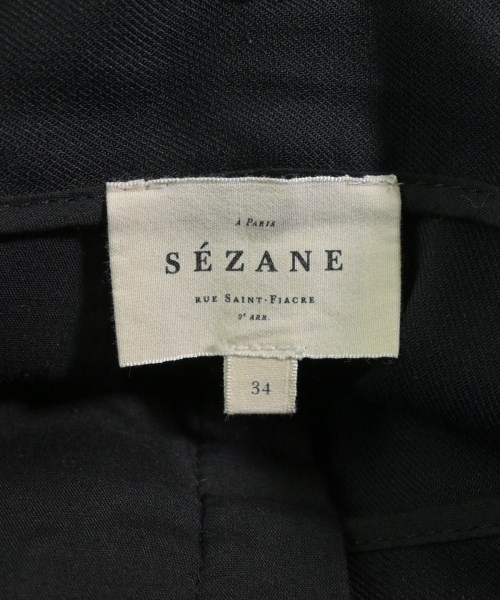 À PARIS
SÉZANE
RUE SAINT-FIACRE
2ᵉ ARR.
34